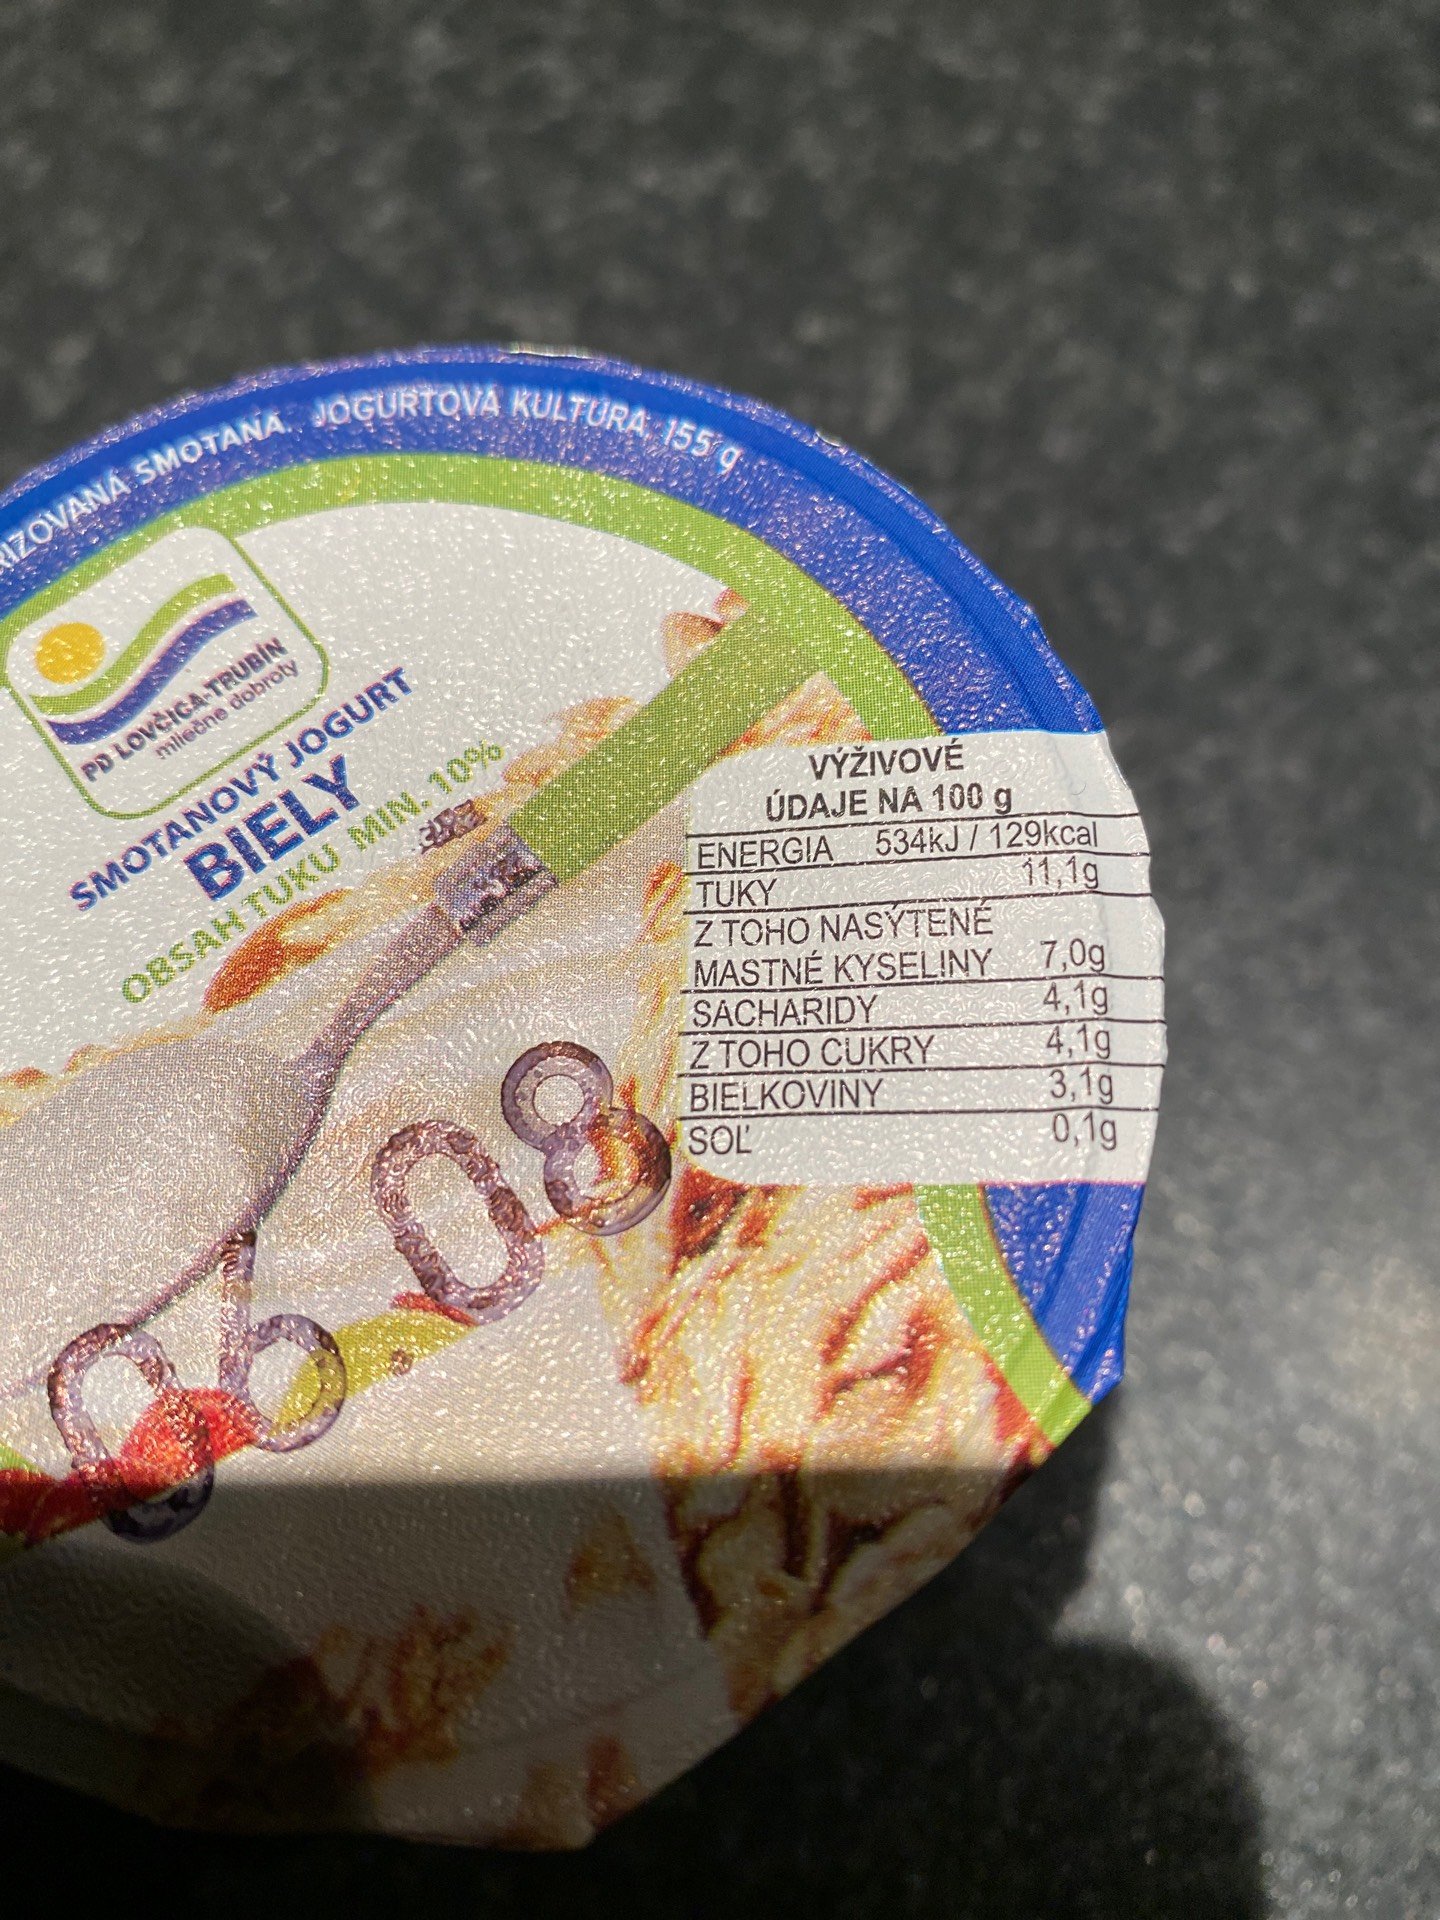 SMOTANA. JOGURTOVÁ KULTÚRA, 155 g
PD LOVČICA-TRUBÍN
mliečne dobroty
SMOTANOVÝ JOGURT
BIELY
OBSAH TUKU MIN. 10%
VÝŽIVOVÉ
ÚDAJE NA 100 g
ENERGIA 534kJ / 129kcal
TUKY 11,1g
Z TOHO NASÝTENÉ
MASTNÉ KYSELINY 7,0g
SACHARIDY 4,1g
Z TOHO CUKRY 4,1g
BIELKOVINY 3,1g
SOĽ 0,1g
08